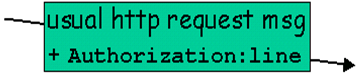 usual http request msg
+ Authorization:line